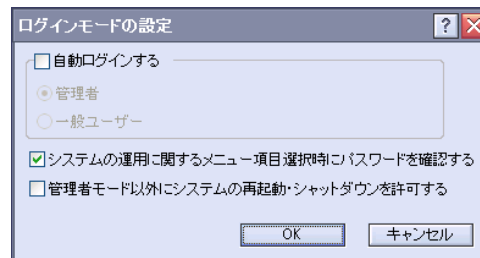 ログインモードの設定
自動ログインする
管理者
一般ユーザー
システムの運用に関するメニュー項目選択時にパスワードを確認する
管理者モード以外にシステムの再起動・シャットダウンを許可する
OK キャンセル